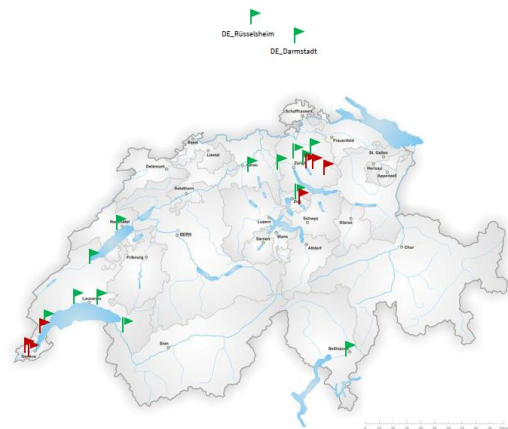 DE_Rüsselsheim
DE_Darmstadt
Schaffhausen
Frauenfeld
Basel
Liestal
St. Gallen
Delémont
Aarau
Herisau
Appenzell
Solothurn
Zug
Neuchâtel
Luzern
Schwyz
Glarus
BERN
Stans
Sarnen
Altdorf
Chur
Fribourg
Lausanne
Sion
Bellinzona
Genève